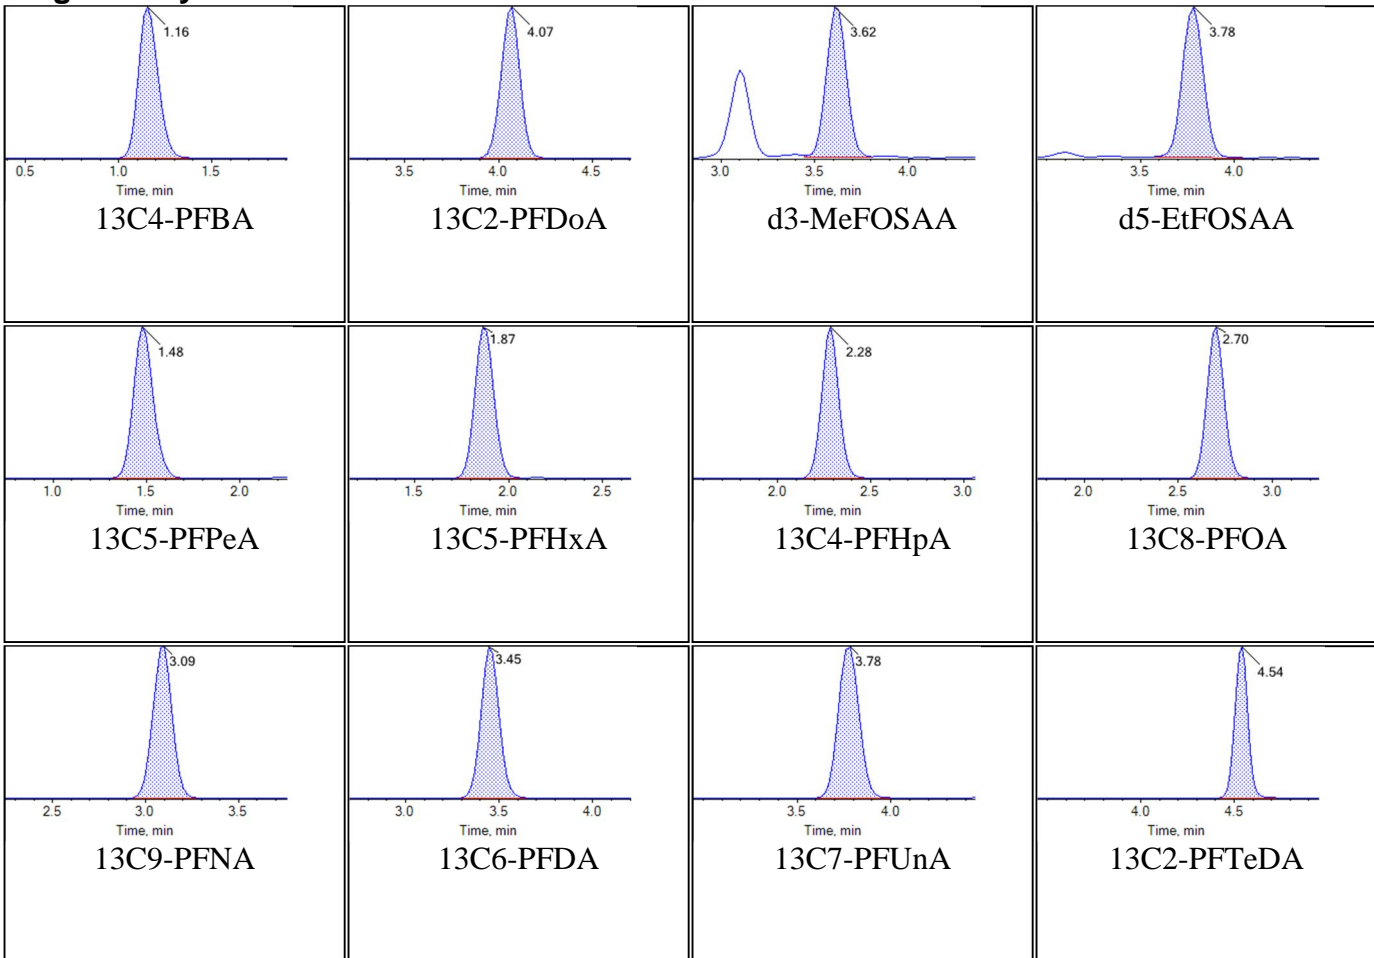 1.16
0.5 1.0 1.5
Time, min
13C4-PFBA
4.07
3.5 4.0 4.5
Time, min
13C2-PFDoA
3.62
3.0 3.5 4.0
Time, min
d3-MeFOSAA
3.78
3.5 4.0
Time, min
d5-EtFOSAA
1.48
1.0 1.5 2.0
Time, min
13C5-PFPeA
1.87
1.5 2.0 2.5
Time, min
13C5-PFHxA
2.28
2.0 2.5 3.0
Time, min
13C4-PFHpA
2.70
2.0 2.5 3.0
Time, min
13C8-PFOA
3.09
2.5 3.0 3.5
Time, min
13C9-PFNA
3.45
3.0 3.5 4.0
Time, min
13C6-PFDA
3.78
3.5 4.0
Time, min
13C7-PFUnA
4.54
4.0 4.5
Time, min
13C2-PFTeDA